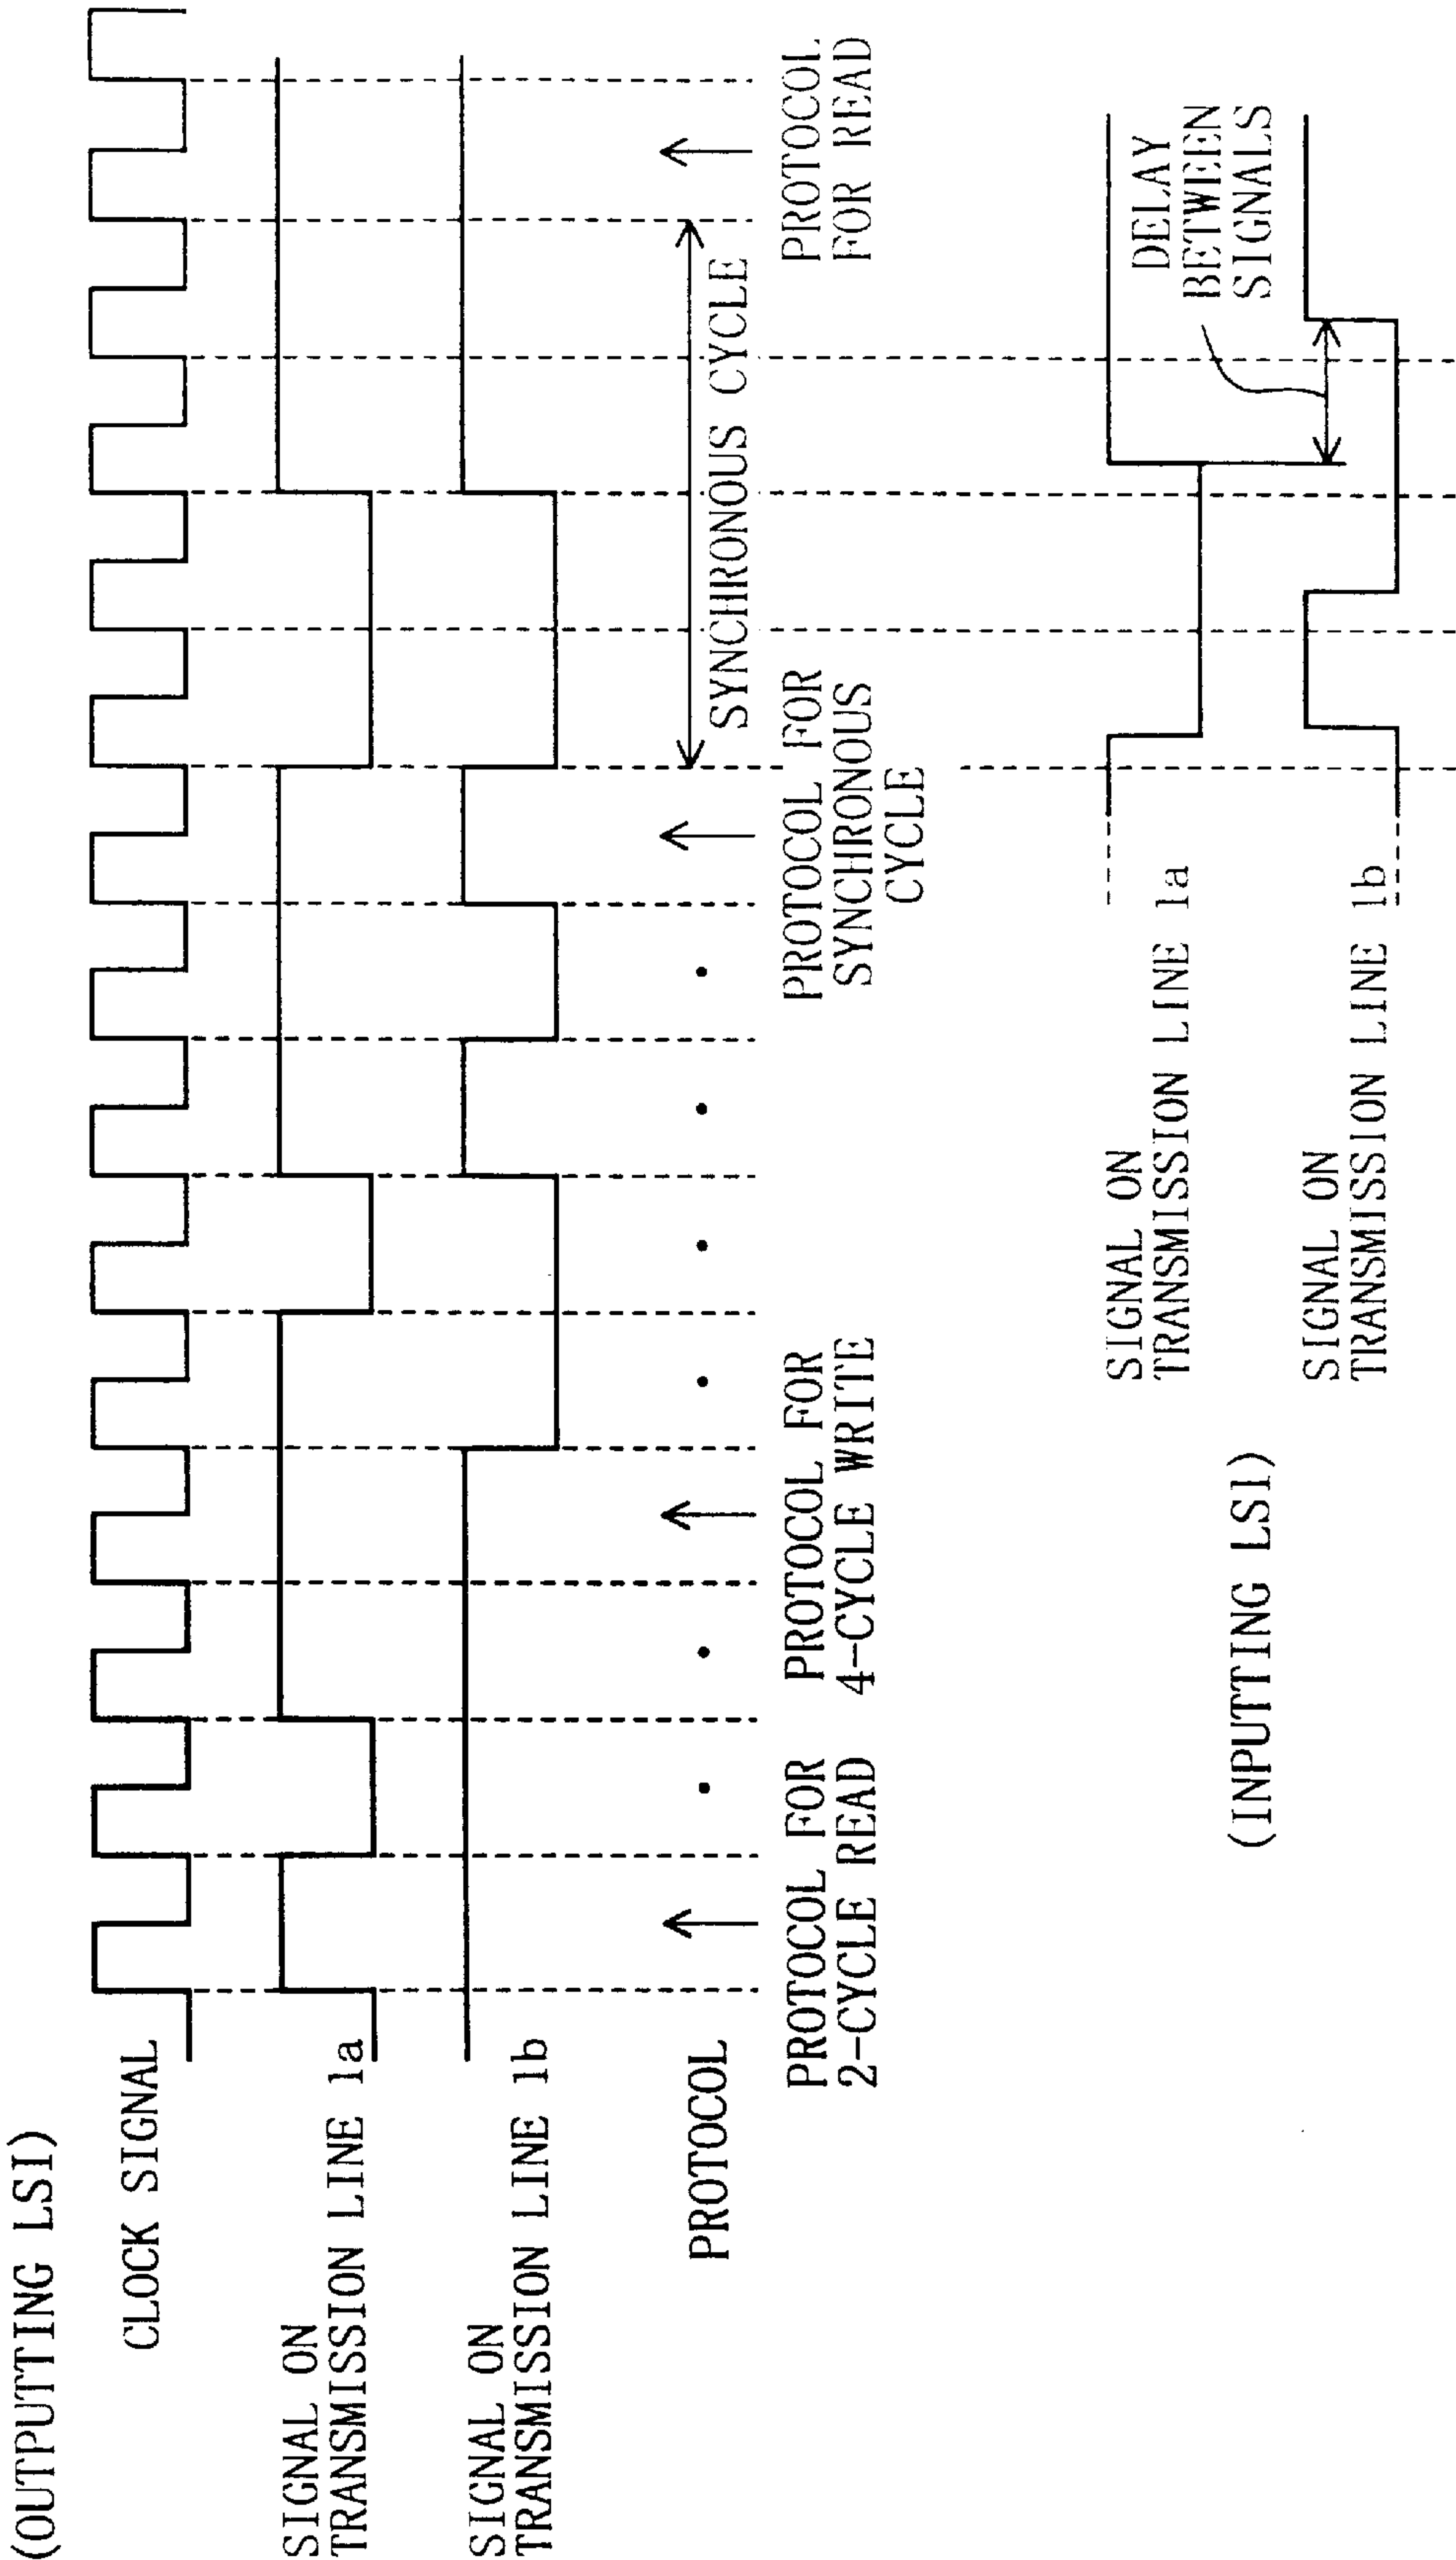 (OUTPUTTING LSI)
CLOCK SIGNAL
SIGNAL ON
TRANSMISSION LINE 1a
SIGNAL ON
TRANSMISSION LINE 1b
PROTOCOL
SYNCHRONOUS CYCLE
PROTOCOL FOR
2-CYCLE READ
PROTOCOL FOR
4-CYCLE WRITE
PROTOCOL FOR
SYNCHRONOUS
CYCLE
PROTOCOL
FOR READ
(INPUTTING LSI)
SIGNAL ON
TRANSMISSION LINE 1a
SIGNAL ON
TRANSMISSION LINE 1b
DELAY
BETWEEN
SIGNALS